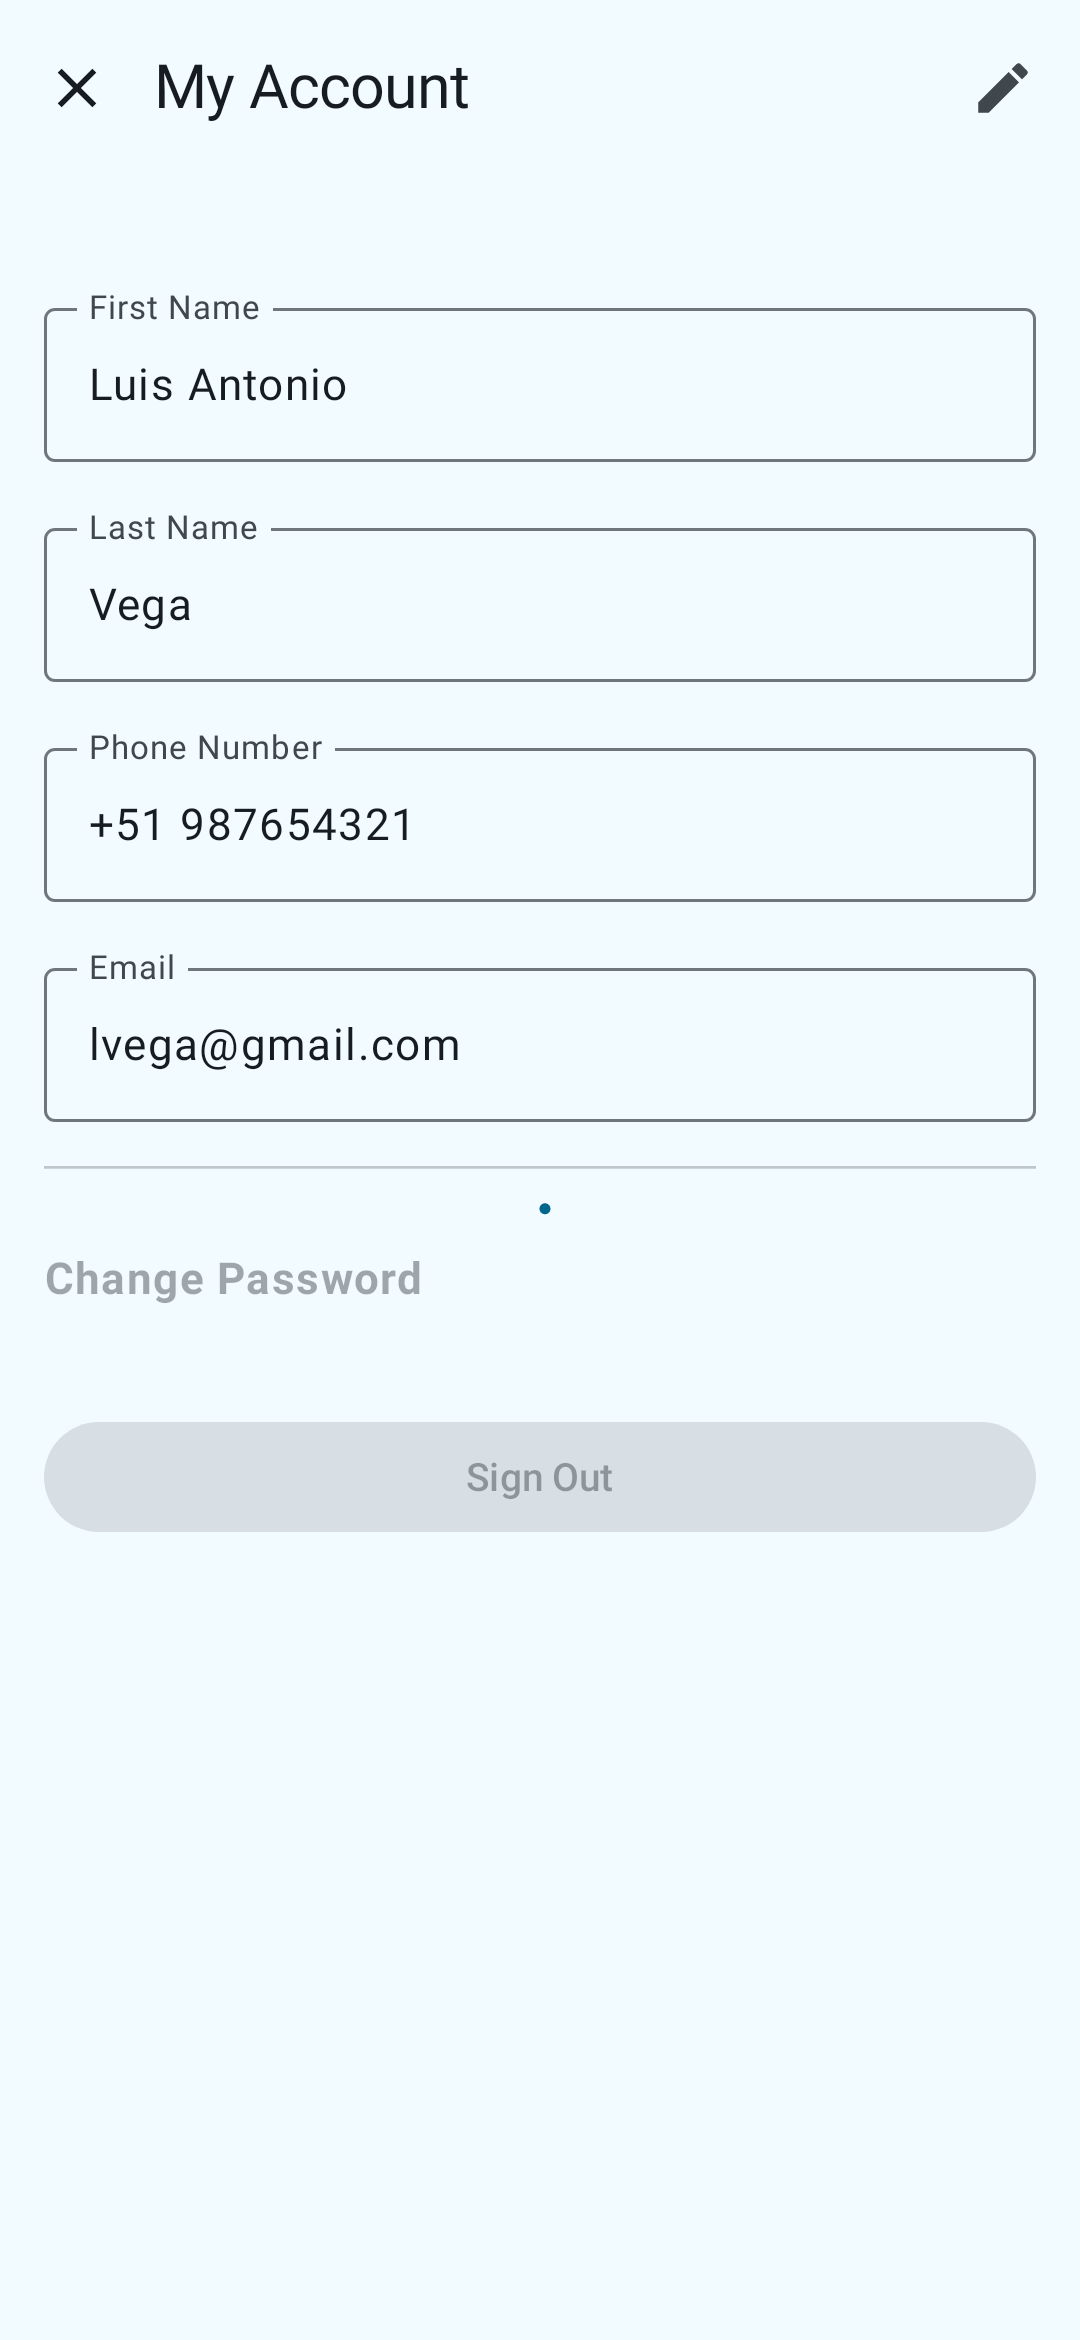 My Account
First Name
Luis Antonio
Last Name
Vega
Phone Number
+51 987654321
Email
lvega@gmail.com
Change Password
Sign Out